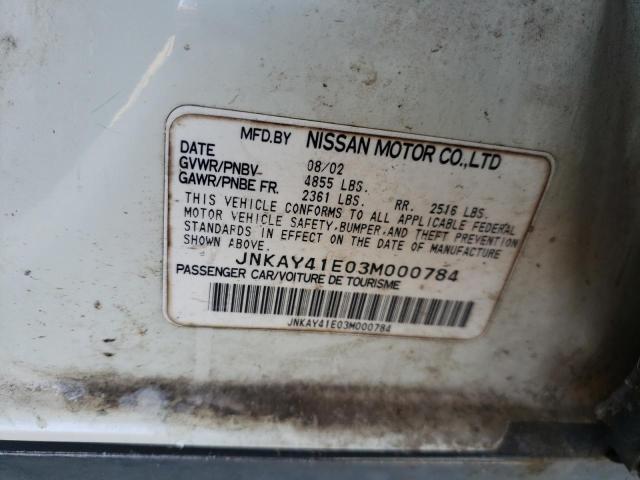 MFD.BY NISSAN MOTOR CO.,LTD
DATE 08/02
GVWR/PNBV 4855 LBS.
GAWR/PNBE FR. 2361 LBS. RR. 2516 LBS.
THIS VEHICLE CONFORMS TO ALL APPLICABLE FEDERAL
MOTOR VEHICLE SAFETY, BUMPER, AND THEFT PREVENTION
STANDARDS IN EFFECT ON THE DATE OF MANUFACTURE
SHOWN ABOVE.
JNKAY41E03M000784
PASSENGER CAR/VOITURE DE TOURISME
JNKAY41E03M000784